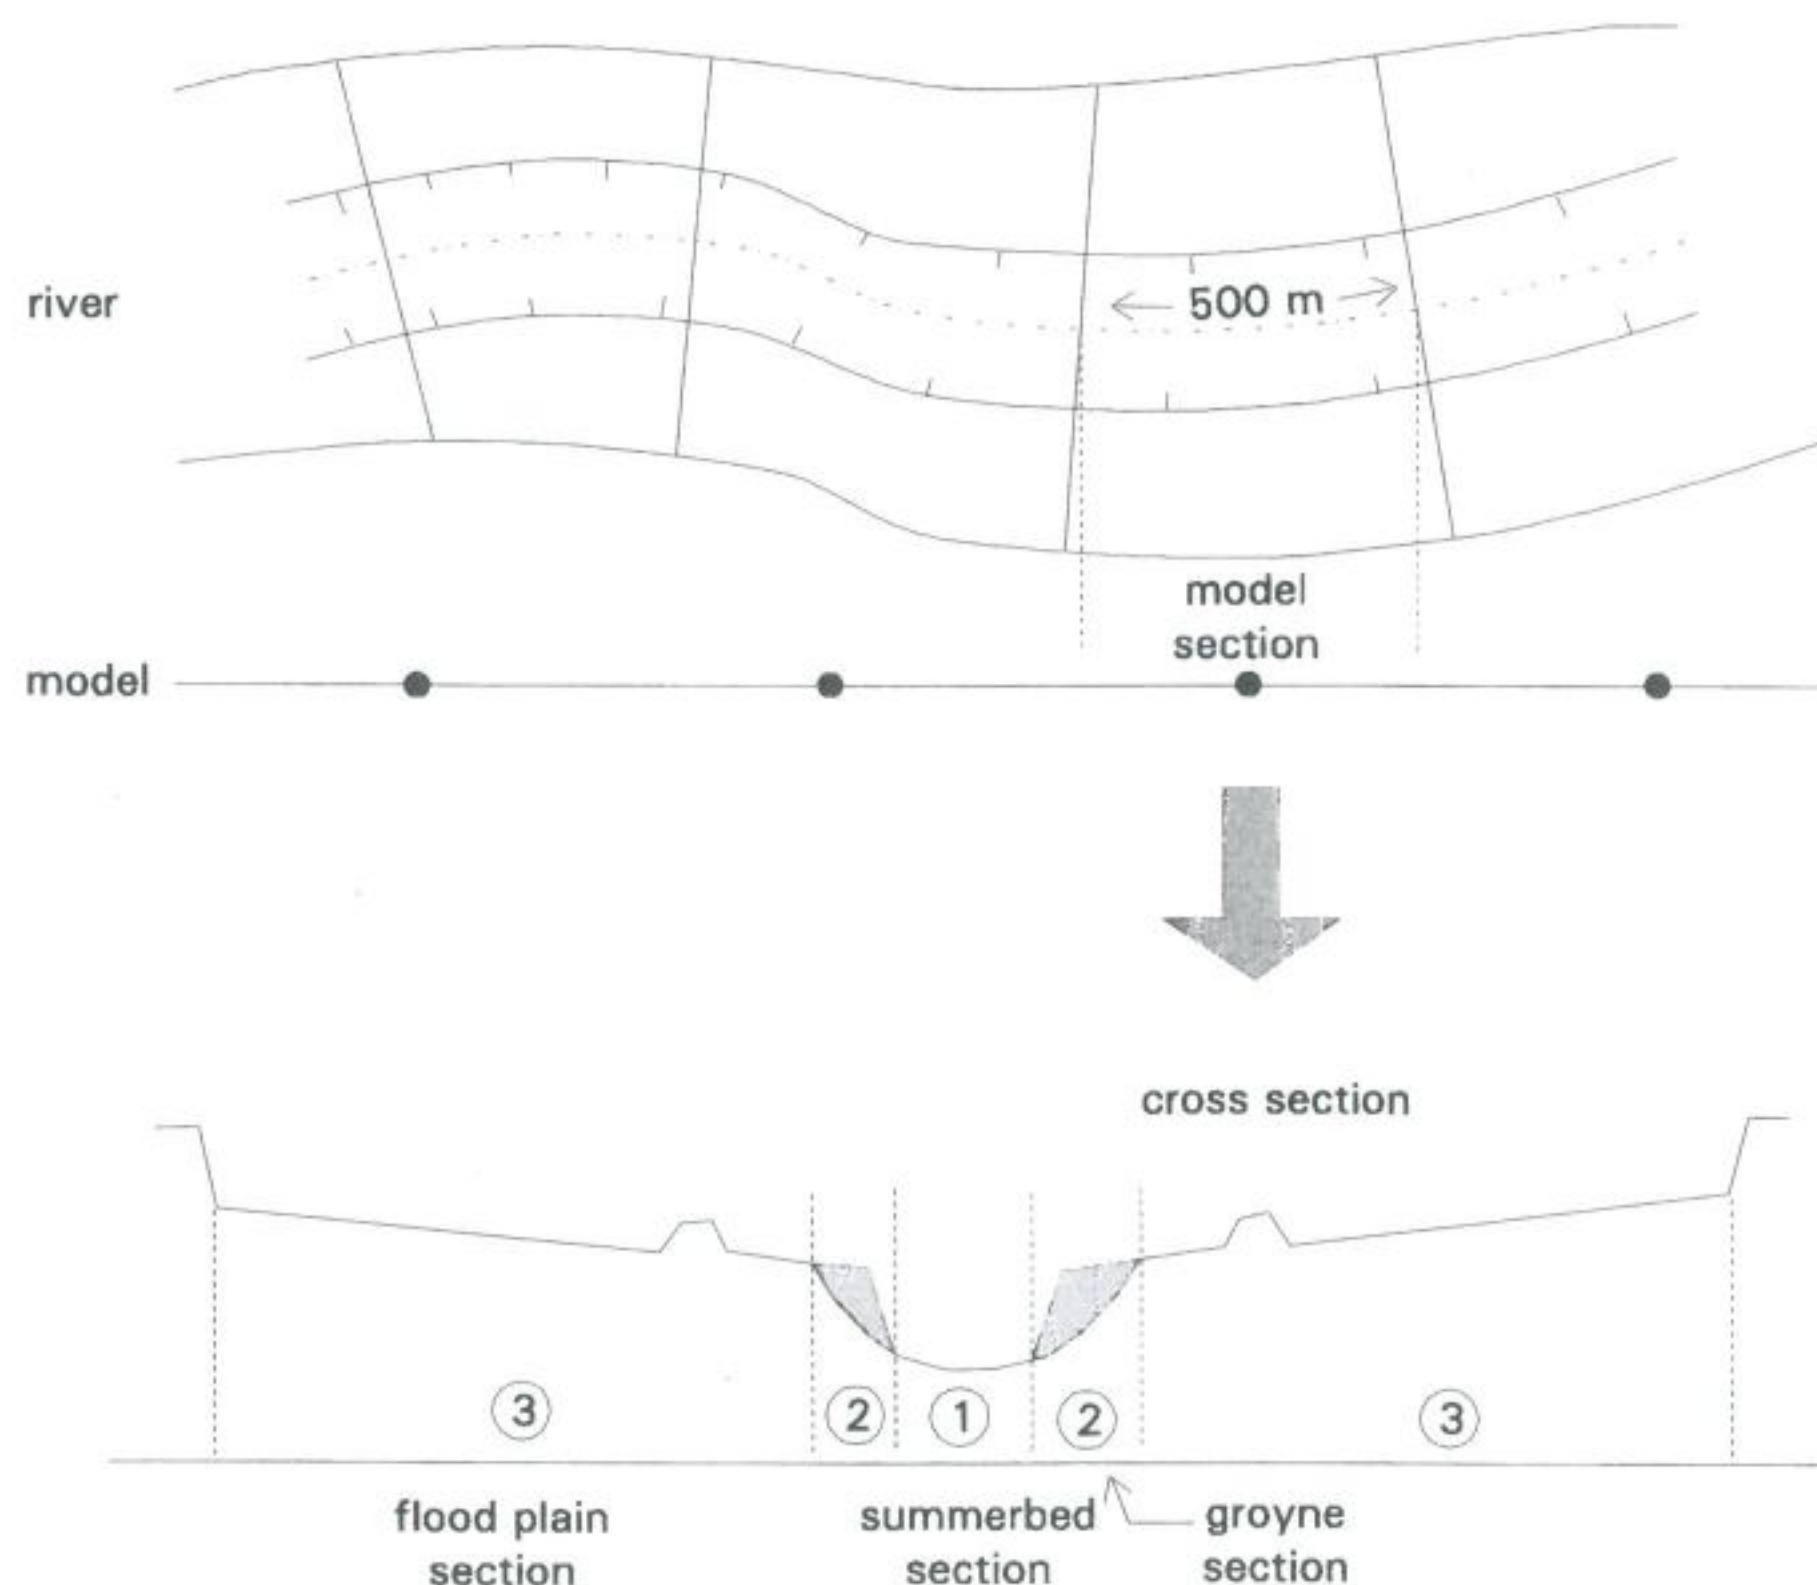 river
500 m
model
section
model
cross section
3
2
1
2
3
flood plain
section
summerbed
section
groyne
section